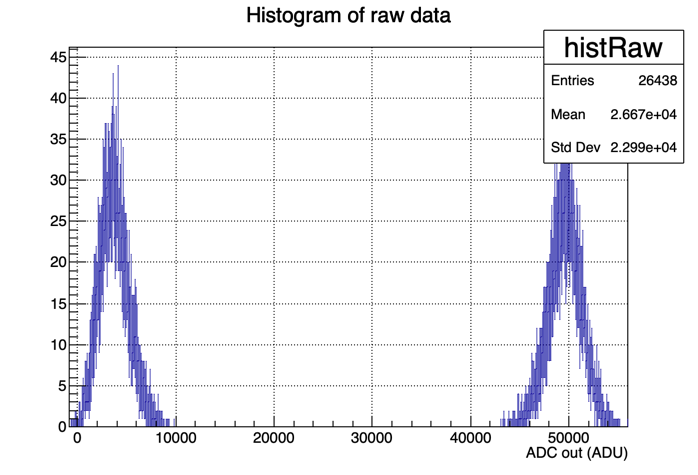 Histogram of raw data
histRaw
Entries 26438
Mean 2.667e+04
Std Dev 2.299e+04
45
40
35
30
25
20
15
10
5
0
0 10000 20000 30000 40000 50000
ADC out (ADU)